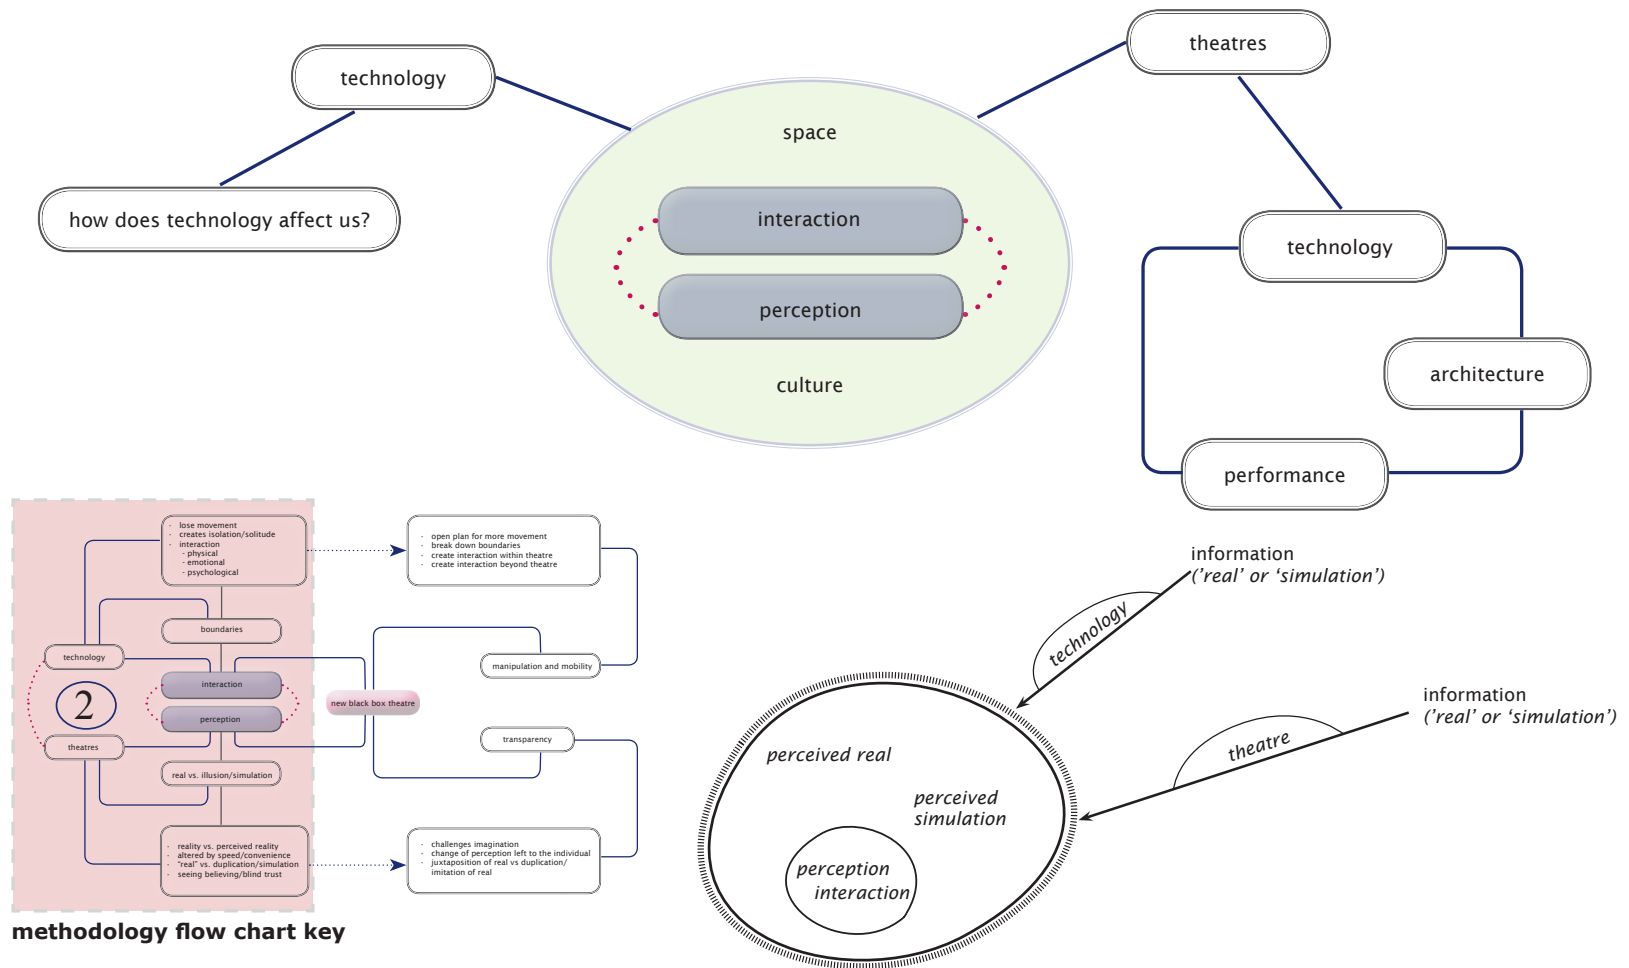 theatres
technology
space
how does technology affect us?
interaction
technology
perception
architecture
culture
performance
- lose movement
- creates isolation/solitude
- interaction
- physical
- emotional
- psychological
- open plan for more movement
- break down boundaries
- create interaction within theatre
- create interaction beyond theatre
boundaries
technology
manipulation and mobility
interaction
2
new black box theatre
perception
theatres
transparency
real vs. illusion/simulation
- reality vs. perceived reality
- altered by speed/convenience
- "real" vs. duplication/simulation
- seeing believing/blind trust
- challenges imagination
- change of perception left to the individual
- juxtaposition of real vs duplication/
imitation of real
methodology flow chart key
information
('real' or ‘simulation’)
technology
information
('real' or ‘simulation’)
theatre
perceived real
perceived
simulation
perception
interaction